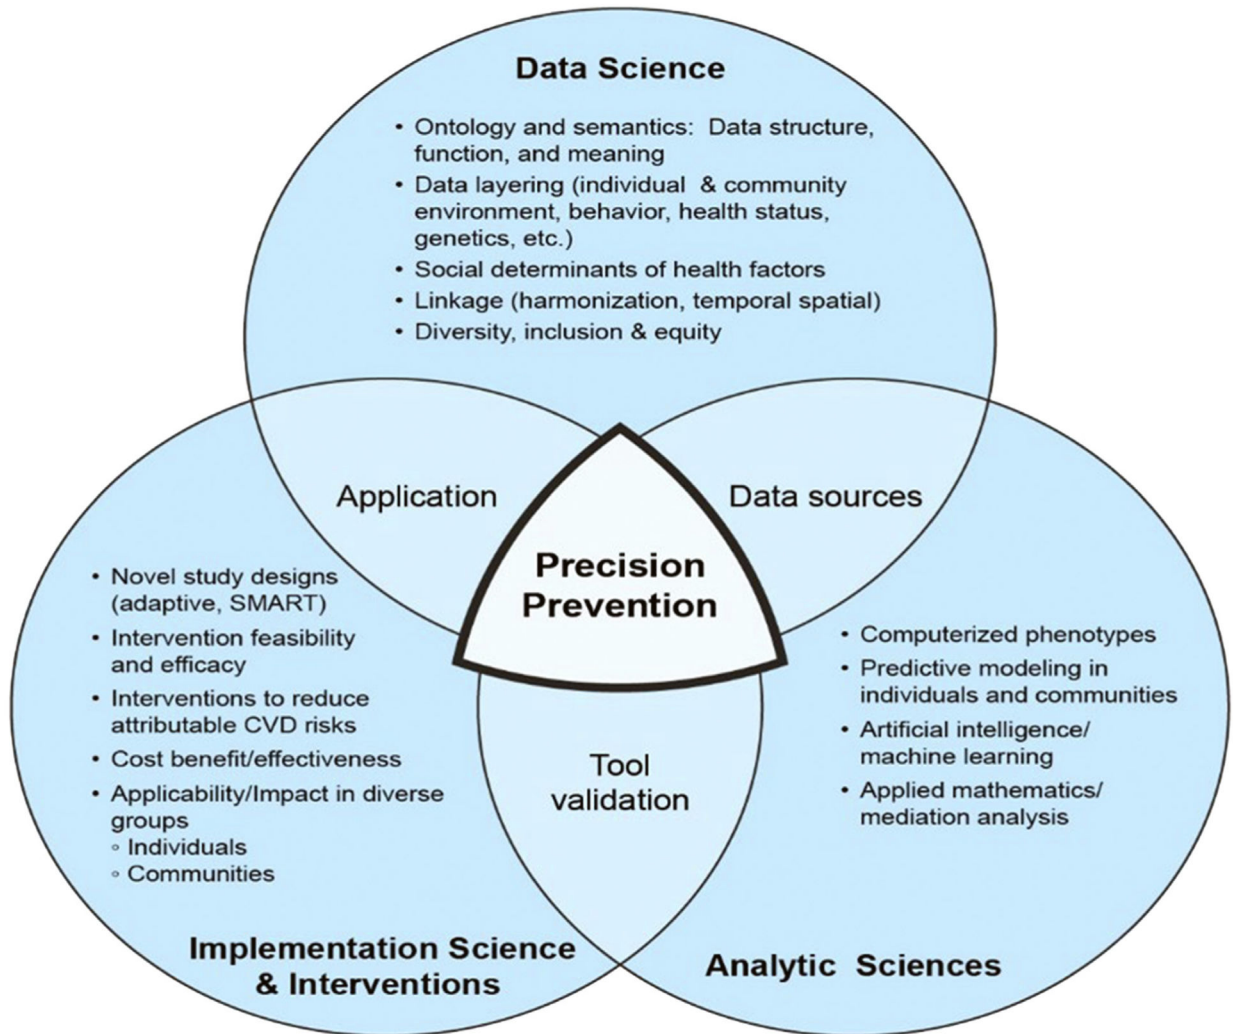 Data Science
• Ontology and semantics:  Data structure,
function, and meaning
• Data layering (individual & community
environment, behavior, health status,
genetics, etc.)
• Social determinants of health factors
• Linkage (harmonization, temporal spatial)
• Diversity, inclusion & equity
Application
Data sources
Precision
Prevention
• Novel study designs
(adaptive, SMART)
• Intervention feasibility
and efficacy
• Interventions to reduce
attributable CVD risks
• Cost benefit/effectiveness
• Applicability/Impact in diverse
groups
◦ Individuals
◦ Communities
Implementation Science
& Interventions
Tool
validation
• Computerized phenotypes
• Predictive modeling in
individuals and communities
• Artificial intelligence/
machine learning
• Applied mathematics/
mediation analysis
Analytic  Sciences